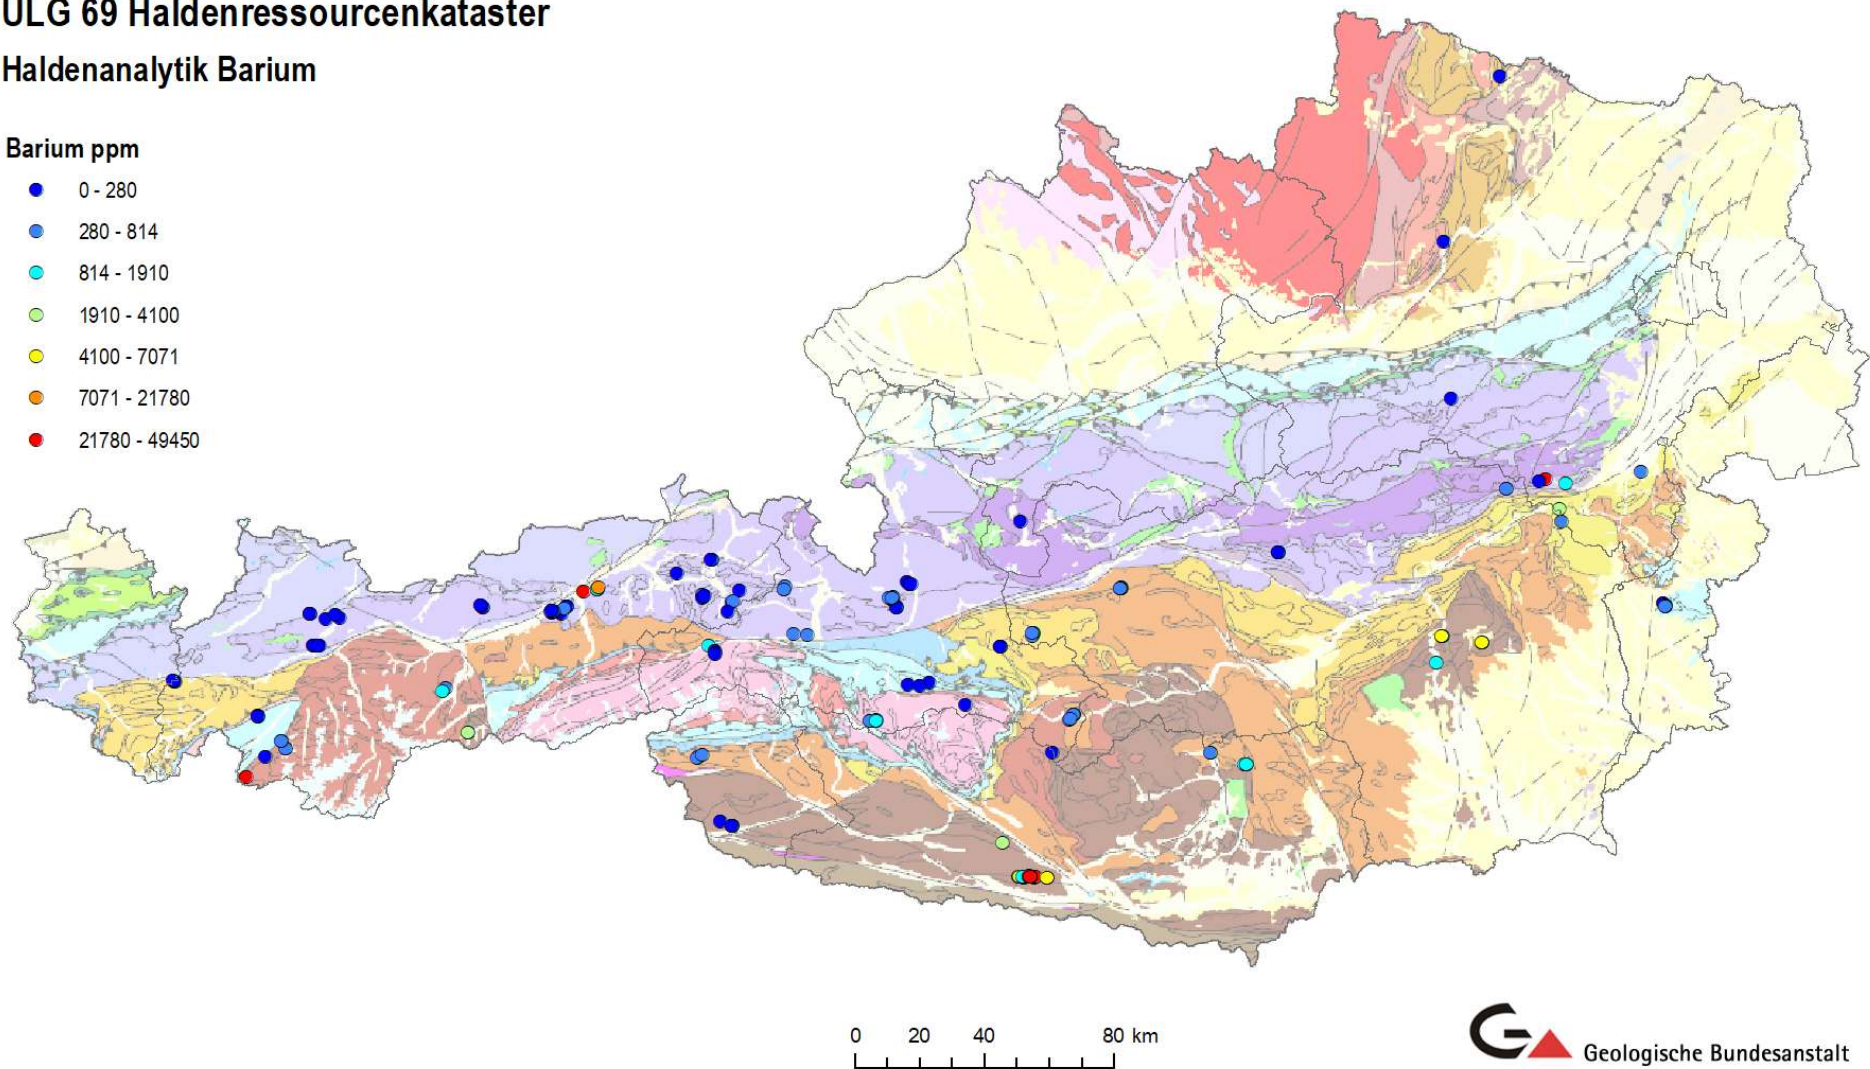 ULG 69 Haldenressourcenkataster
Haldenanalytik Barium
Barium ppm
0 - 280
280 - 814
814 - 1910
1910 - 4100
4100 - 7071
7071 - 21780
21780 - 49450
0 20 40 80 km
Geologische Bundesanstalt